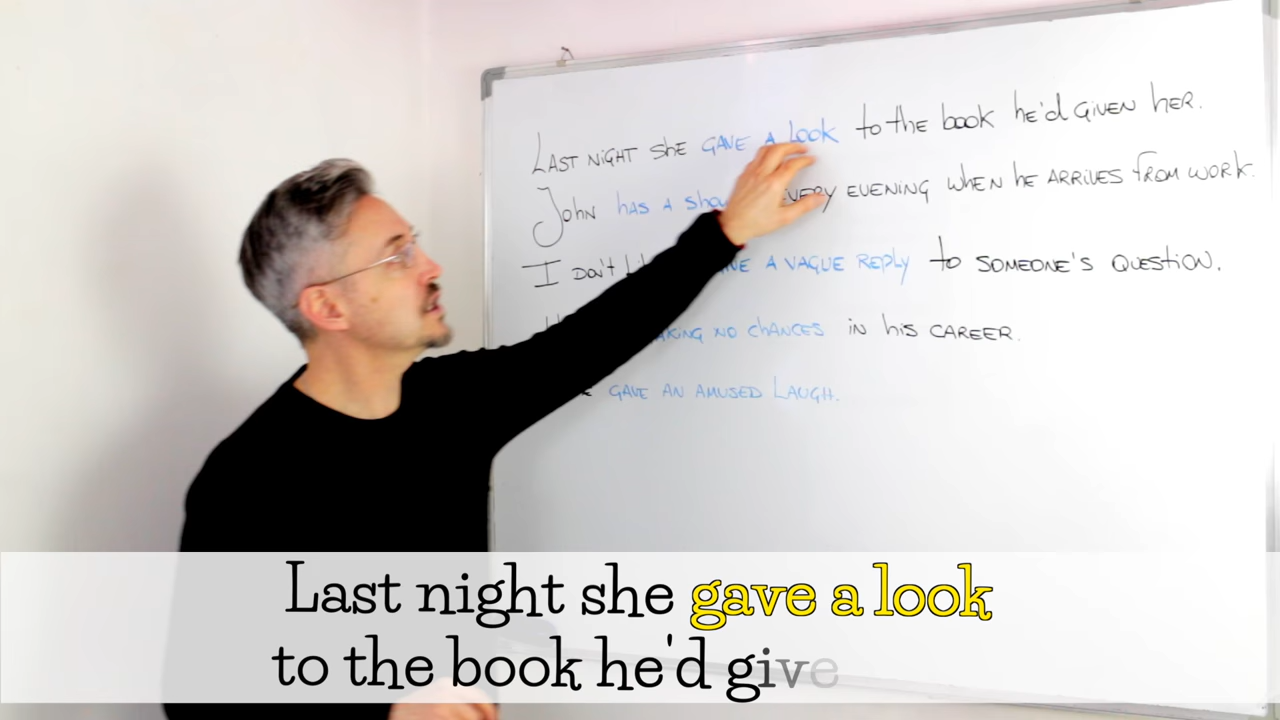 Last night she gave a look to the book he'd given her.
John has a sho every evening when he arrives from work.
I don't a vague reply to someone's question.
no chances in his career.
gave an amused laugh.
Last night she gave a look
to the book he'd give